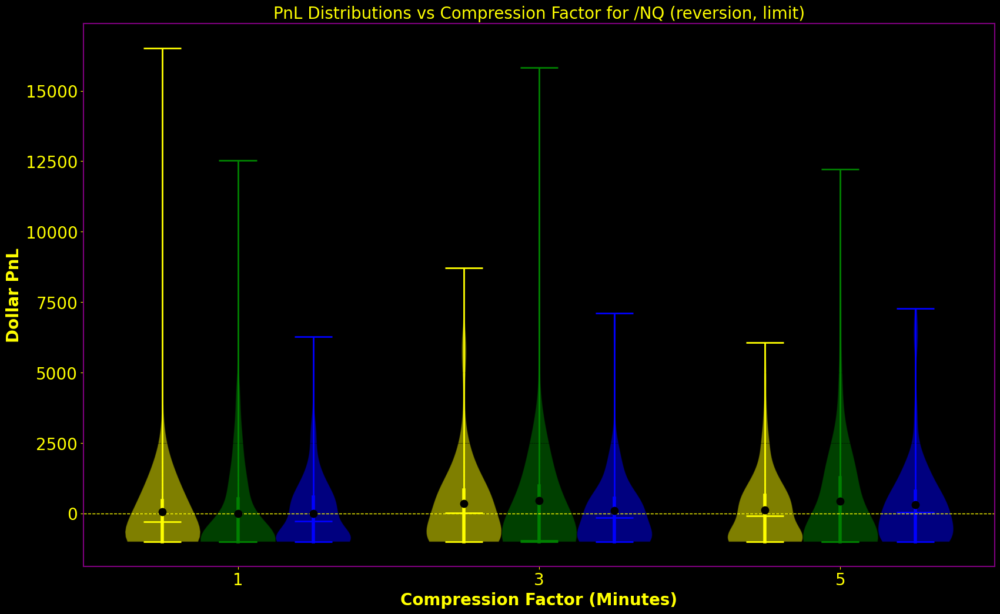 PnL Distributions vs Compression Factor for /NQ (reversion, limit)
15000
12500
10000
7500
5000
2500
0
Dollar PnL
1 3 5
Compression Factor (Minutes)